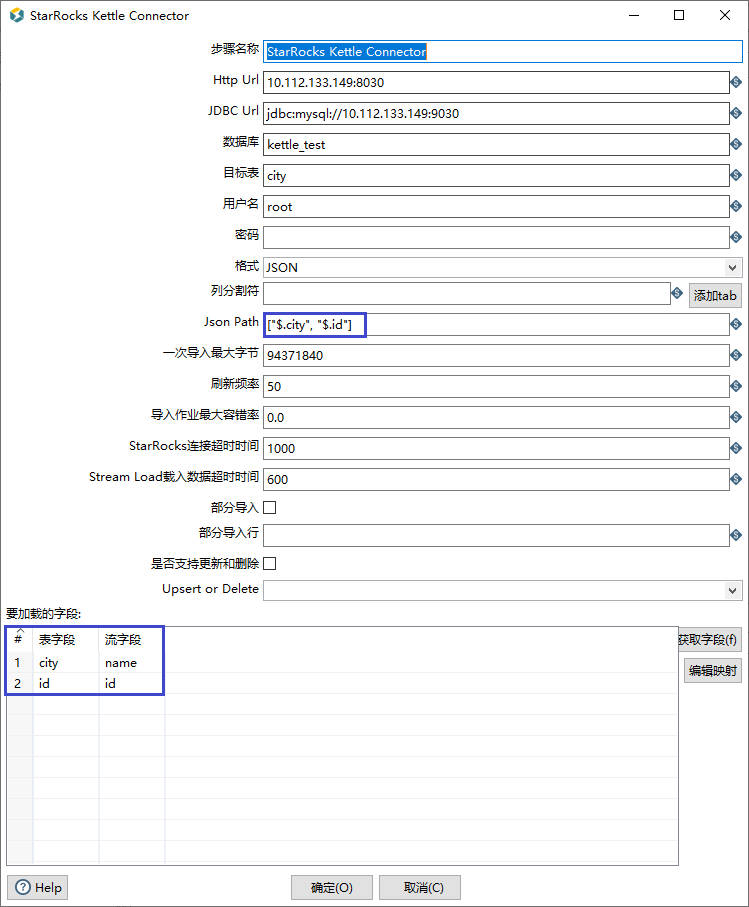 StarRocks Kettle Connector
步骤名称 StarRocks Kettle Connector
Http Url 10.112.133.149:8030
JDBC Url jdbc:mysql://10.112.133.149:9030
数据库 kettle_test
目标表 city
用户名 root
密码
格式 JSON
列分割符 添加tab
Json Path ["$.city", "$.id"]
一次导入最大字节 94371840
刷新频率 50
导入作业最大容错率 0.0
StarRocks连接超时时间 1000
Stream Load载入数据超时时间 600
部分导入
部分导入行
是否支持更新和删除
Upsert or Delete
要加载的字段:
# 表字段 流字段 获取字段(f)
1 city name 编辑映射
2 id id
Help 确定(O) 取消(C)